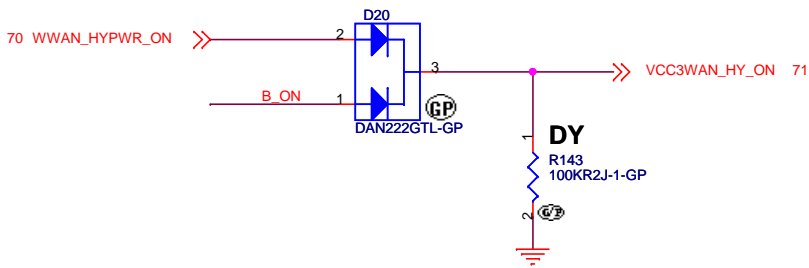 D20
70 WWAN_HYPWR_ON
2
3
VCC3WAN_HY_ON 71
B_ON
1
GP
DAN222GTL-GP
1
DY
R143
100KR2J-1-GP
2
G/P